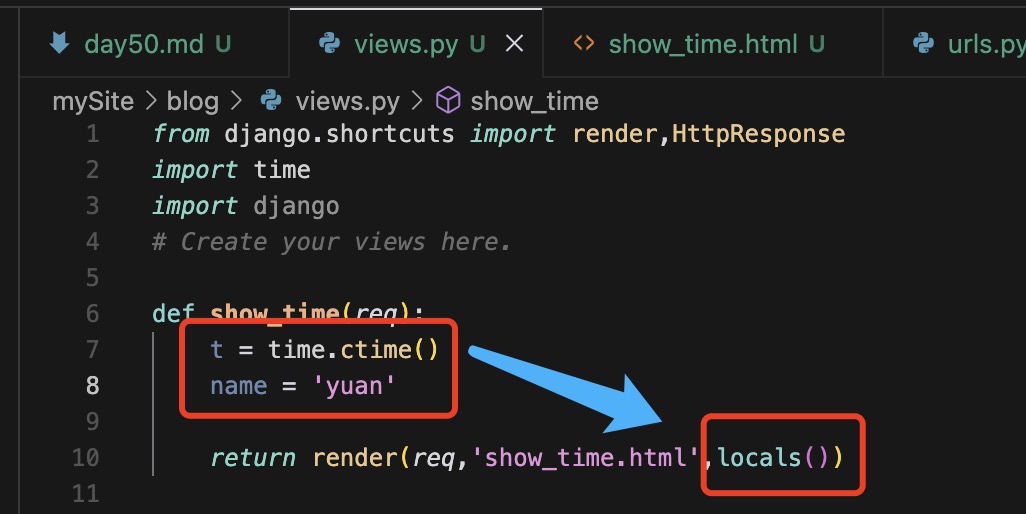 day50.md U views.py U show_time.html U urls.py
mySite > blog > views.py > show_time
1 from django.shortcuts import render,HttpResponse
2 import time
3 import django
4 # Create your views here.
5
6 def show_time(req):
7 t = time.ctime()
8 name = 'yuan'
9
10 return render(req,'show_time.html',locals())
11